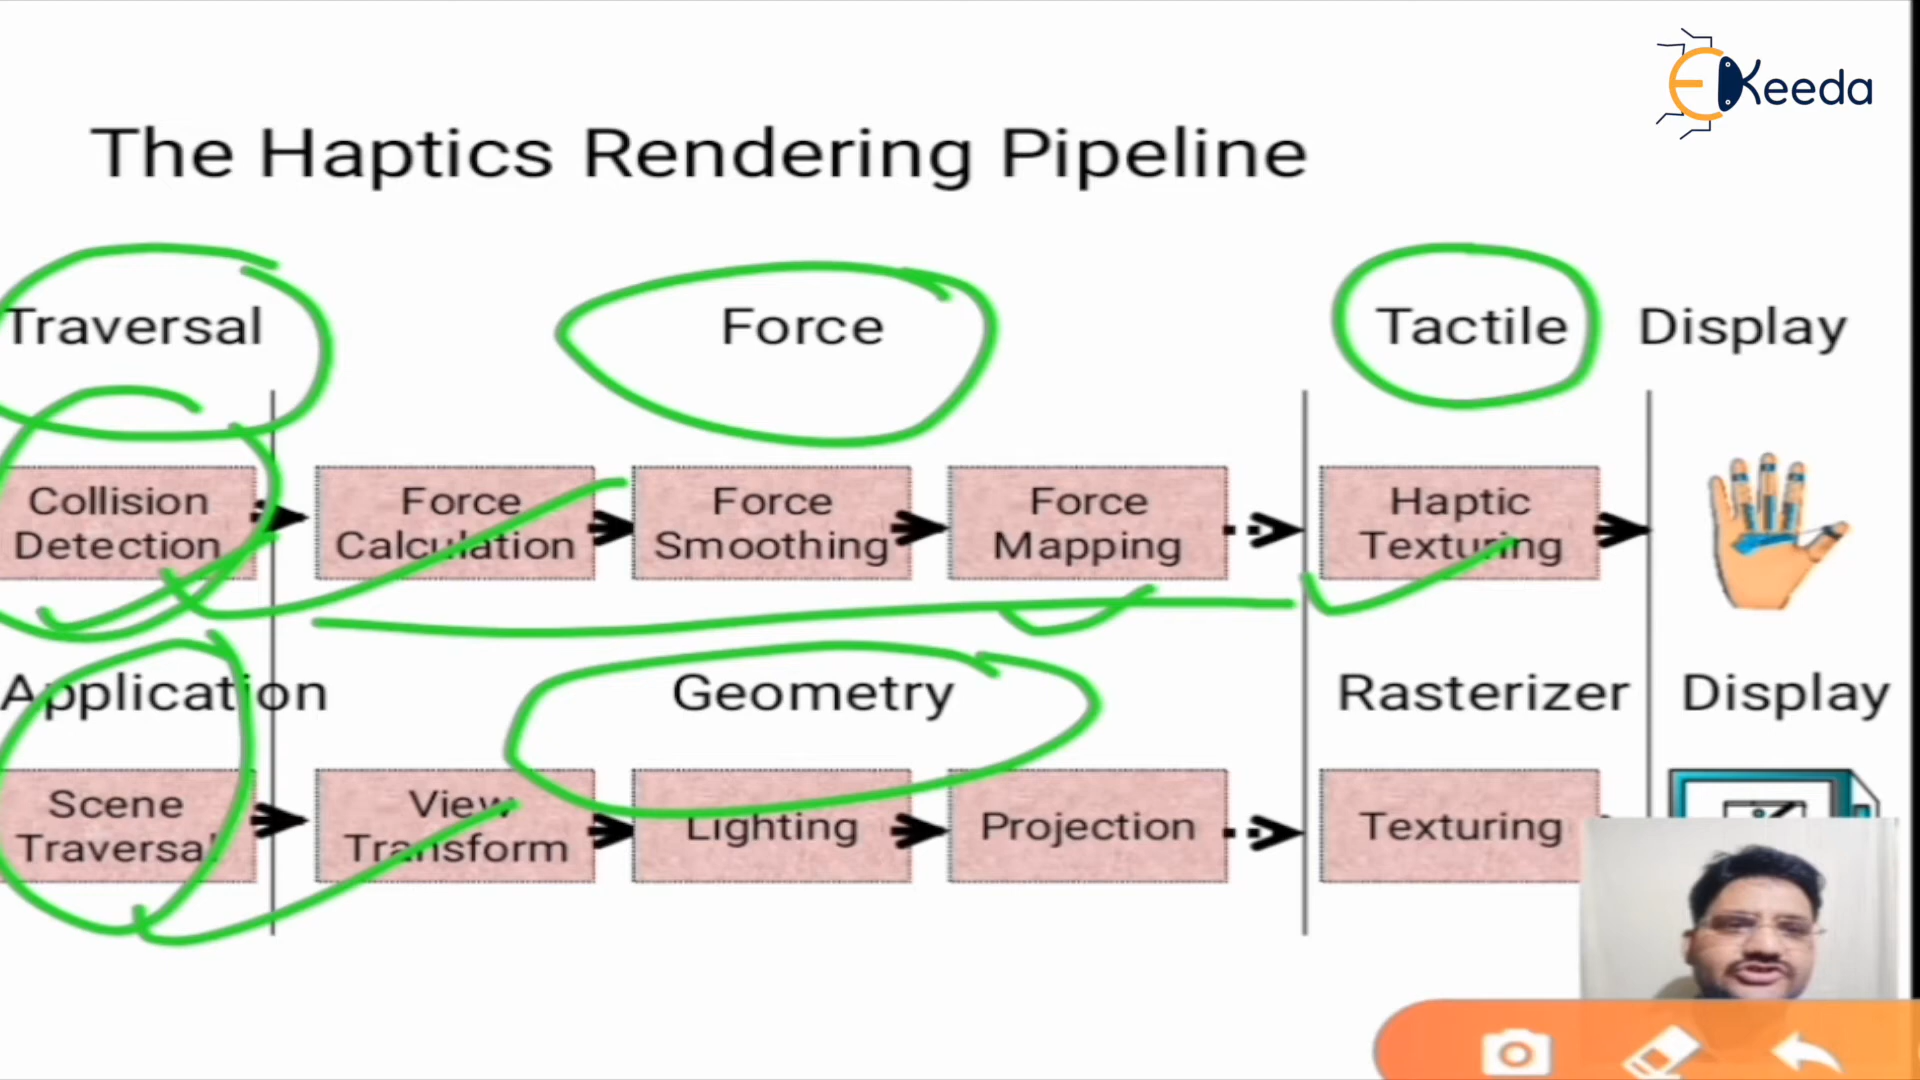 EKeeda
The Haptics Rendering Pipeline
Traversal
Force
Tactile
Display
Collision
Detection
Force
Calculation
Force
Smoothing
Force
Mapping
Haptic
Texturing
Application
Geometry
Rasterizer
Display
Scene
Traversal
View
Transform
Lighting
Projection
Texturing